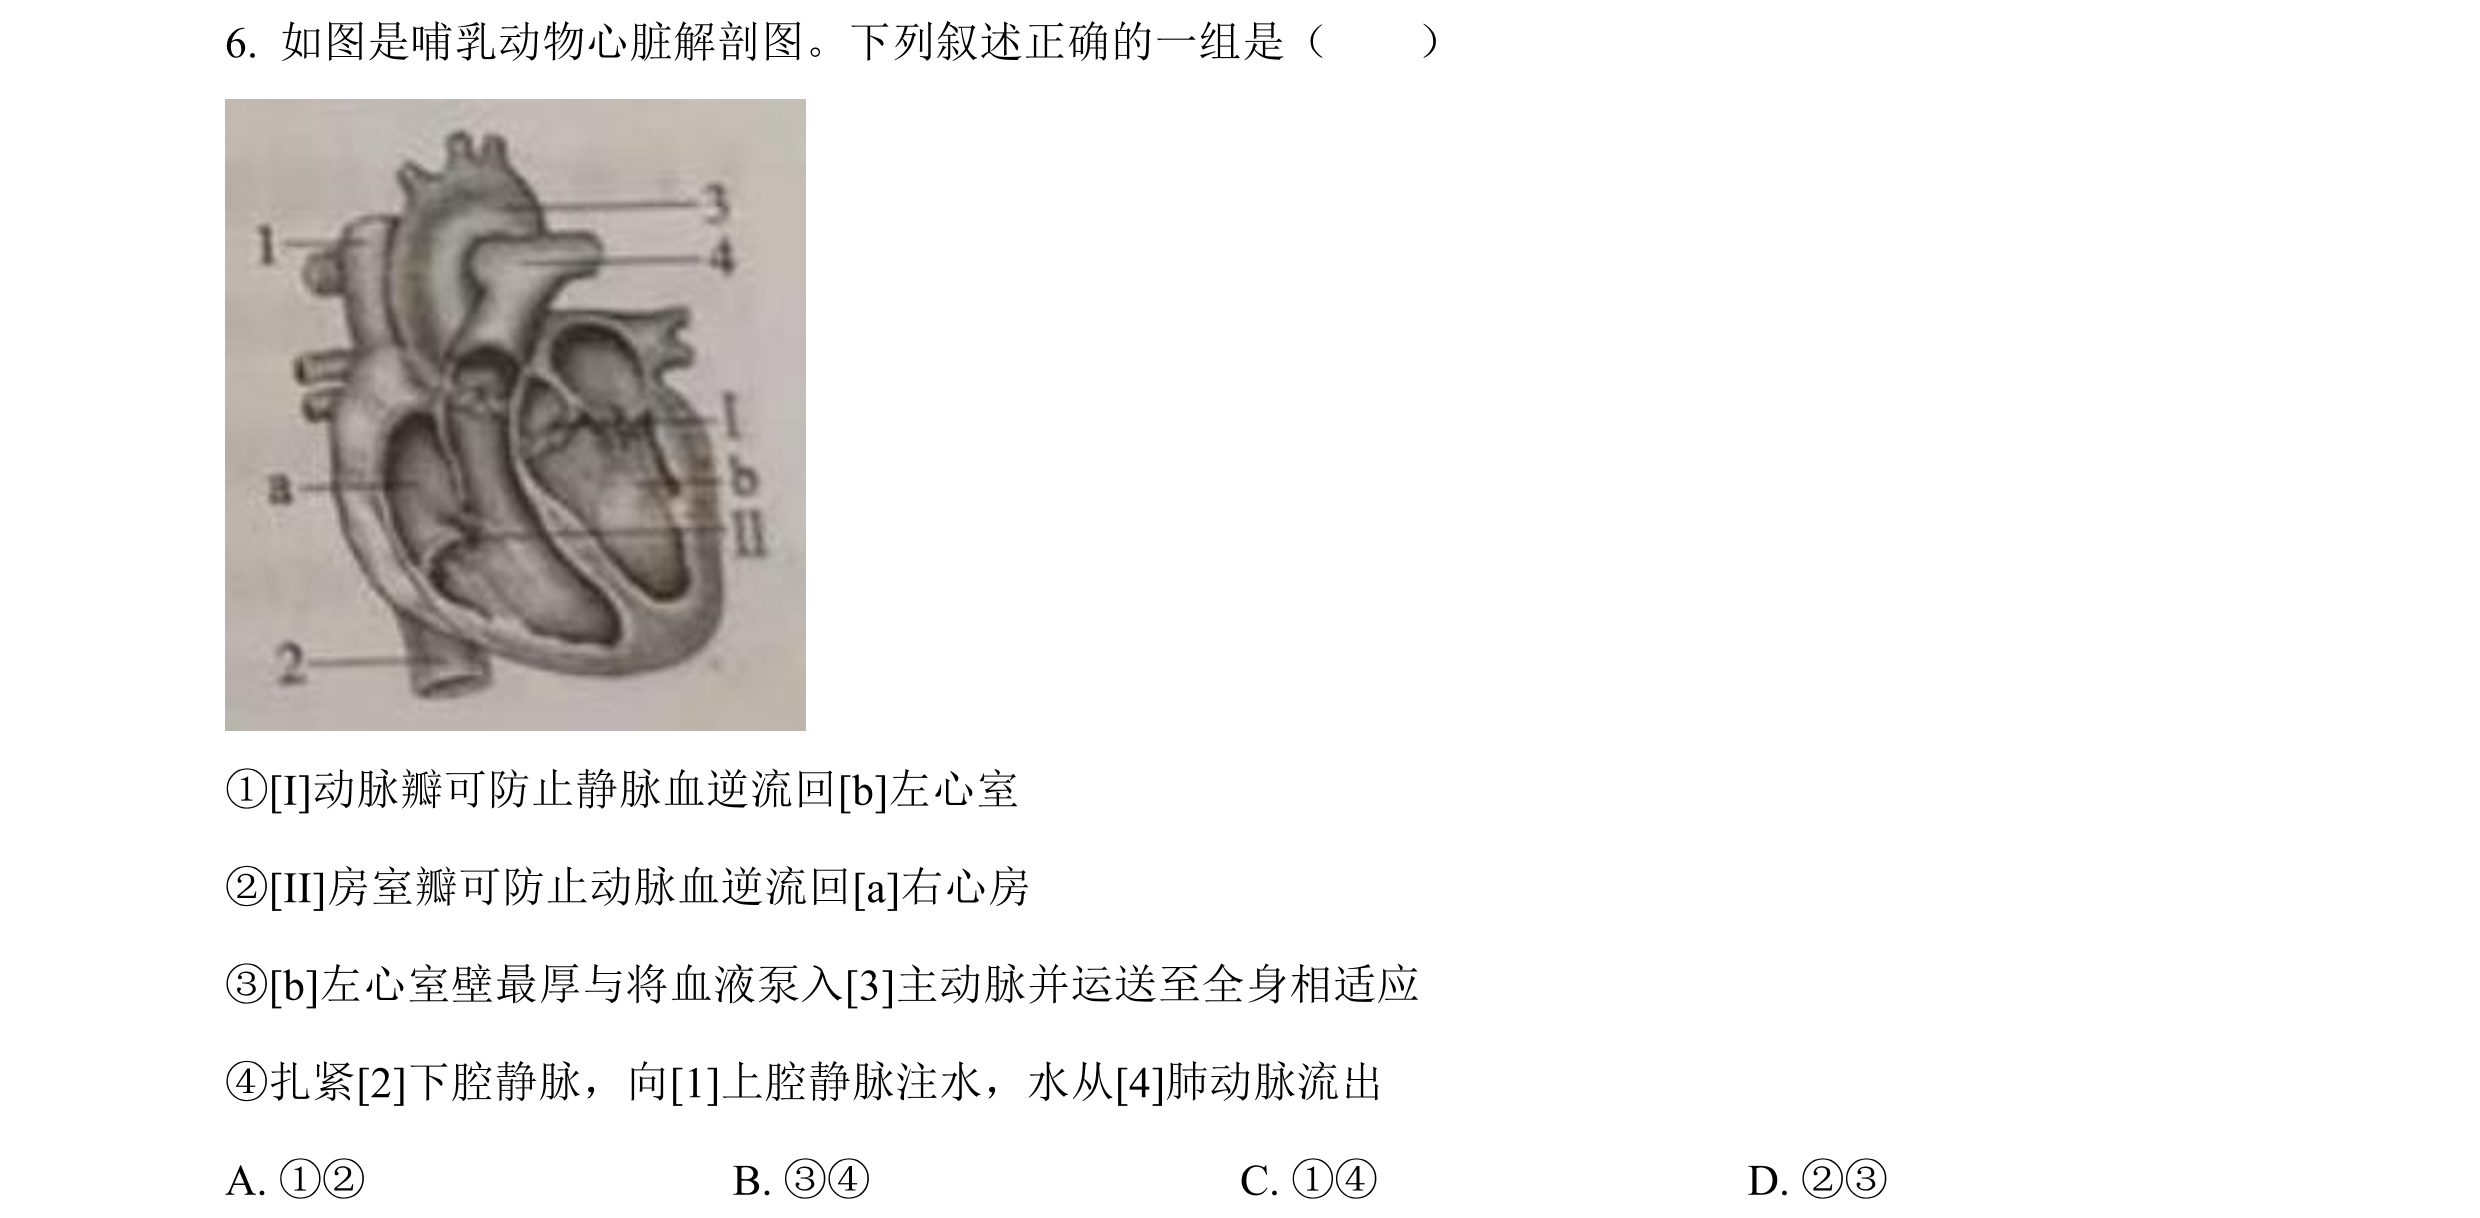 6. 如图是哺乳动物心脏解剖图。下列叙述正确的一组是（　　）
3
1
4
I
a
b
II
2
①[I]动脉瓣可防止静脉血逆流回[b]左心室
②[II]房室瓣可防止动脉血逆流回[a]右心房
③[b]左心室壁最厚与将血液泵入[3]主动脉并运送至全身相适应
④扎紧[2]下腔静脉，向[1]上腔静脉注水，水从[4]肺动脉流出
A. ①② B. ③④ C. ①④ D. ②③